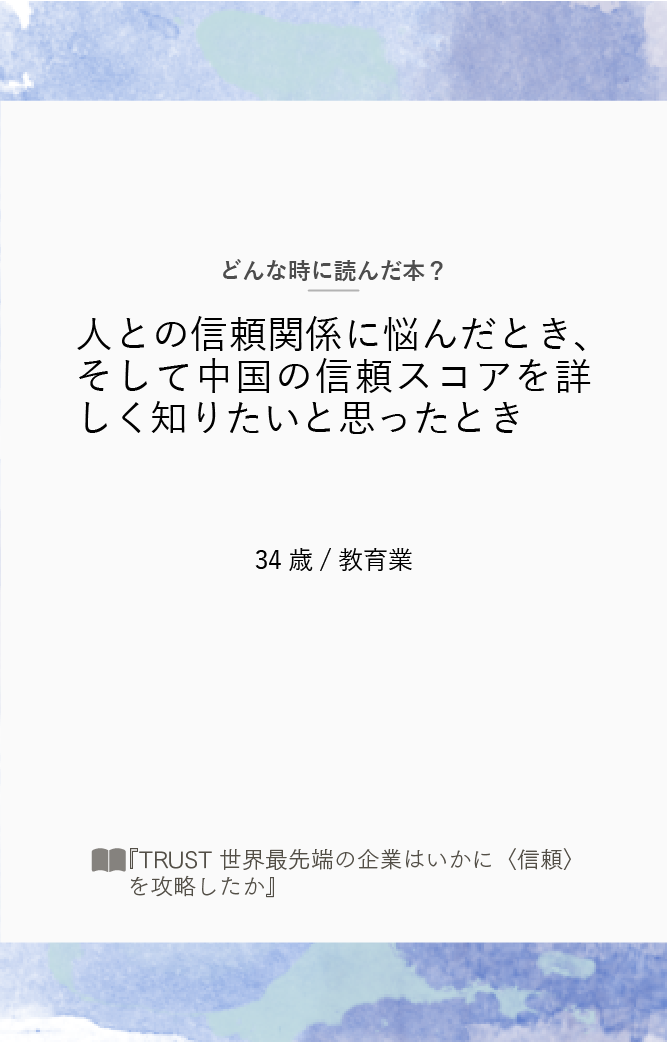 どんな時に読んだ本？
人との信頼関係に悩んだとき、
そして中国の信頼スコアを詳
しく知りたいと思ったとき
34 歳 / 教育業
『TRUST 世界最先端の企業はいかに〈信頼〉
を攻略したか』